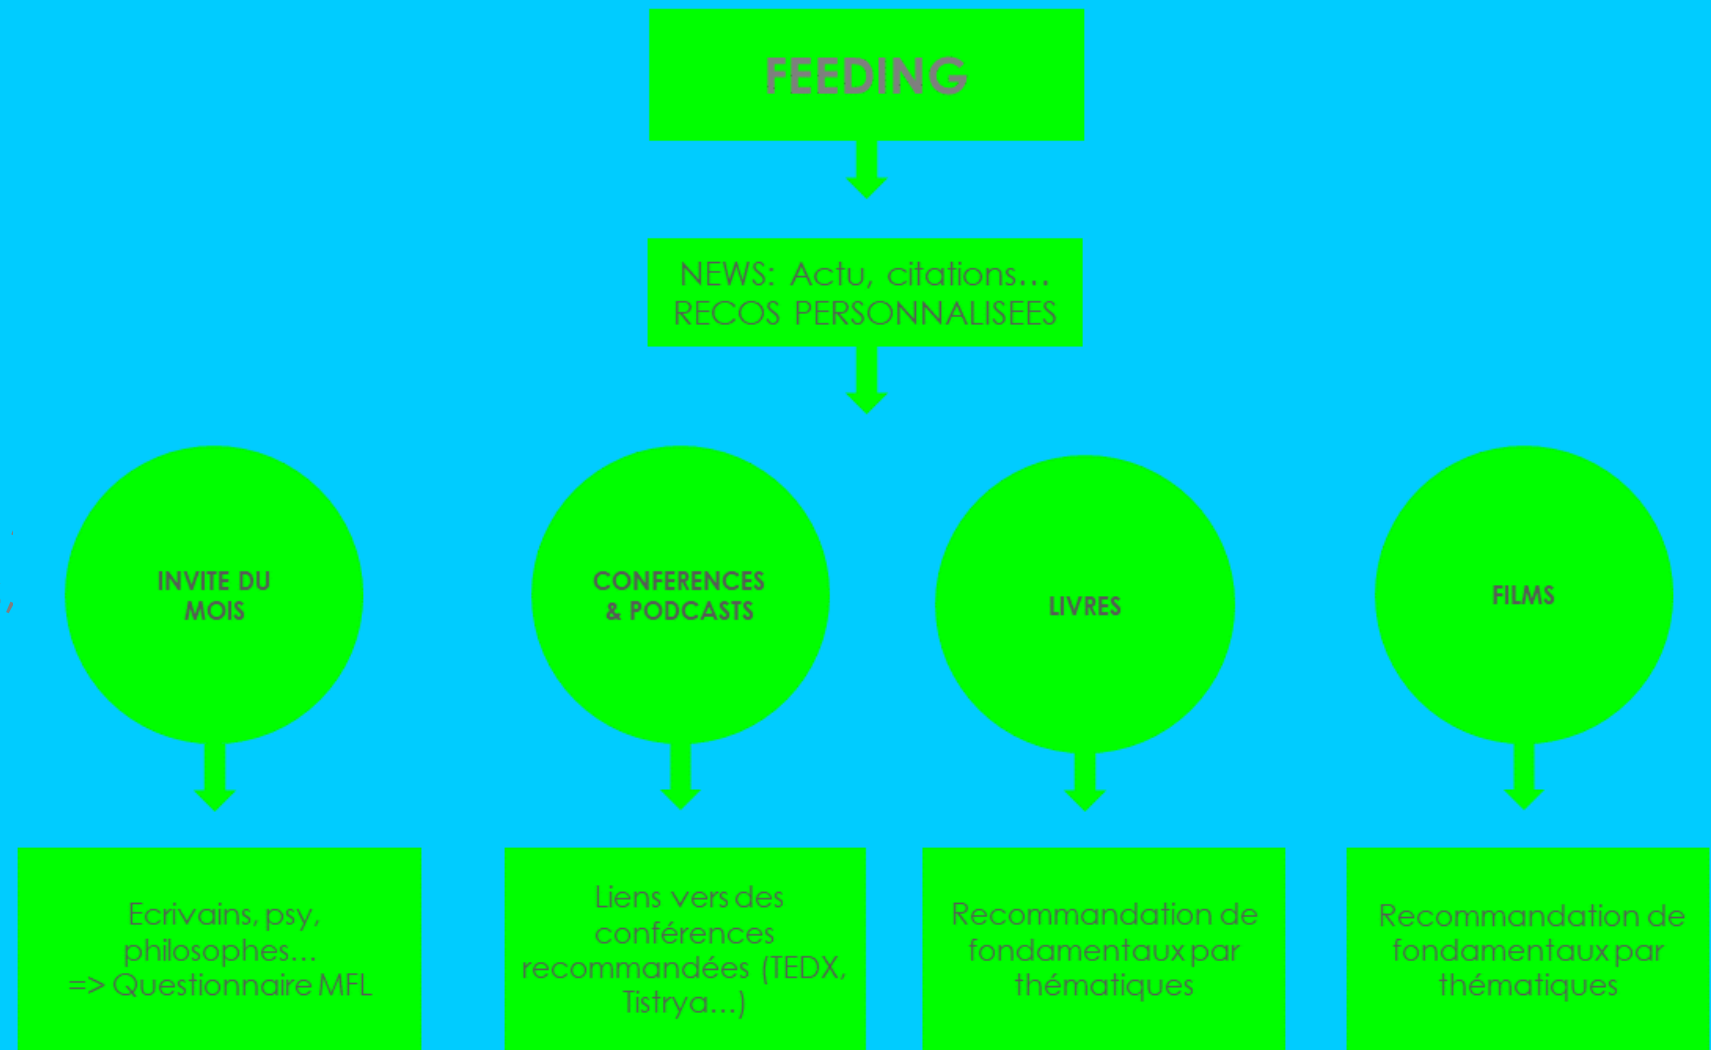 FEEDING
NEWS: Actu, citations...
RECOS PERSONNALISEES
INVITE DU
MOIS
CONFERENCES
& PODCASTS
LIVRES
FILMS
Ecrivains, psy,
philosophes...
=> Questionnaire MFL
Liens vers des
conférences
recommandées (TEDX,
Tistrya...)
Recommandation de
fondamentaux par
thématiques
Recommandation de
fondamentaux par
thématiques